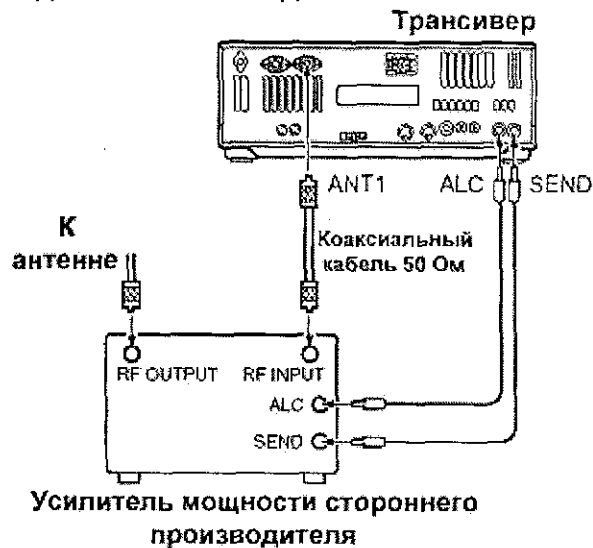 Трансивер
ANT1
ALC
SEND
К
антенне
Коаксиальный
кабель 50 Ом
RF OUTPUT
RF INPUT
ALC
SEND
Усилитель мощности стороннего
производителя